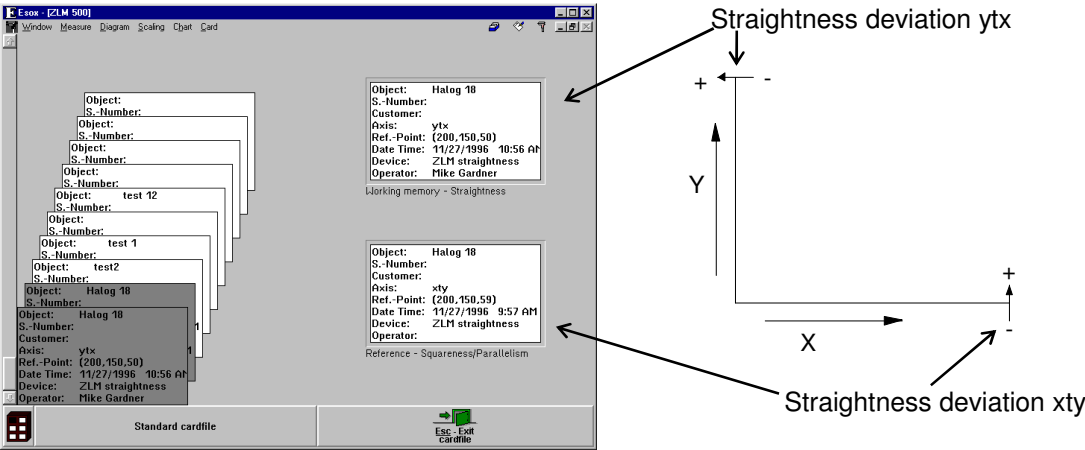 Esox - [ZLM 500]
Window Measure Diagram Scaling Chart Card
Object:
S.-Number:
Object:
S.-Number:
Object:
S.-Number:
Object:
S.-Number:
Object: test 12
S.-Number:
Object:
S.-Number:
Object: test 1
S.-Number:
Object: test2
S.-Number:
Object: Halog 18
S.-Number:
Object: Halog 18
S.-Number:
Customer:
Axis: ytx
Ref.-Point: (200,150,50)
Date Time: 11/27/1996 10:56 AM
Device: ZLM straightness
Operator: Mike Gardner
Object: Halog 18
S.-Number:
Customer:
Axis: ytx
Ref.-Point: (200,150,50)
Date Time: 11/27/1996 10:56 AM
Device: ZLM straightness
Operator: Mike Gardner
Working memory - Straightness
Object: Halog 18
S.-Number:
Customer:
Axis: xty
Ref.-Point: (200,150,59)
Date Time: 11/27/1996 9:57 AM
Device: ZLM straightness
Operator:
Reference - Squareness/Parallelism
Standard cardfile
Esc - Exit
cardfile
Straightness deviation ytx
+ -
Y
+
-
X
Straightness deviation xty